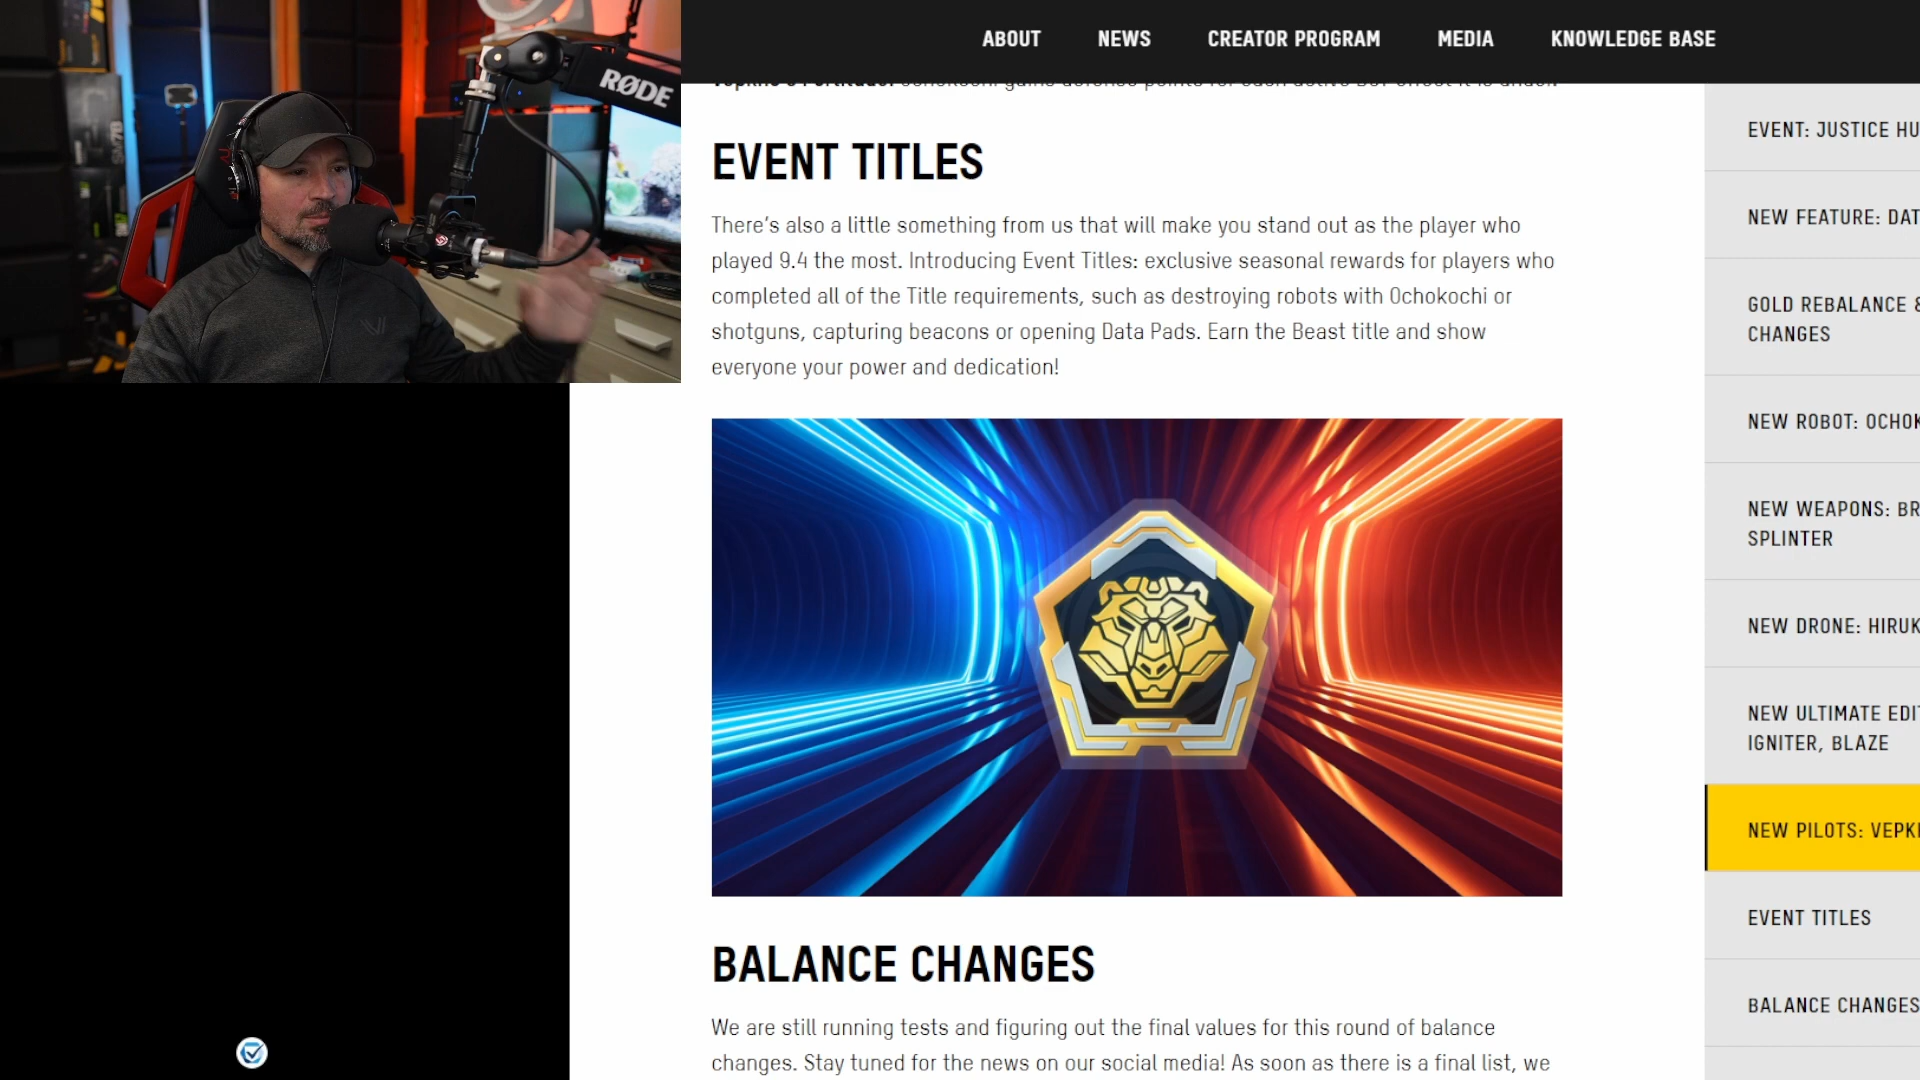 RØDE
ABOUT
NEWS
CREATOR PROGRAM
MEDIA
KNOWLEDGE BASE
EVENT TITLES
There's also a little something from us that will make you stand out as the player who
played 9.4 the most. Introducing Event Titles: exclusive seasonal rewards for players who
completed all of the Title requirements, such as destroying robots with Ochokochi or
shotguns, capturing beacons or opening Data Pads. Earn the Beast title and show
everyone your power and dedication!
BALANCE CHANGES
We are still running tests and figuring out the final values for this round of balance
changes. Stay tuned for the news on our social media! As soon as there is a final list, we
EVENT: JUSTICE HU
NEW FEATURE: DAT
GOLD REBALANCE &
CHANGES
NEW ROBOT: OCHOK
NEW WEAPONS: BR
SPLINTER
NEW DRONE: HIRUK
NEW ULTIMATE EDI
IGNITER, BLAZE
NEW PILOTS: VEPK
EVENT TITLES
BALANCE CHANGES